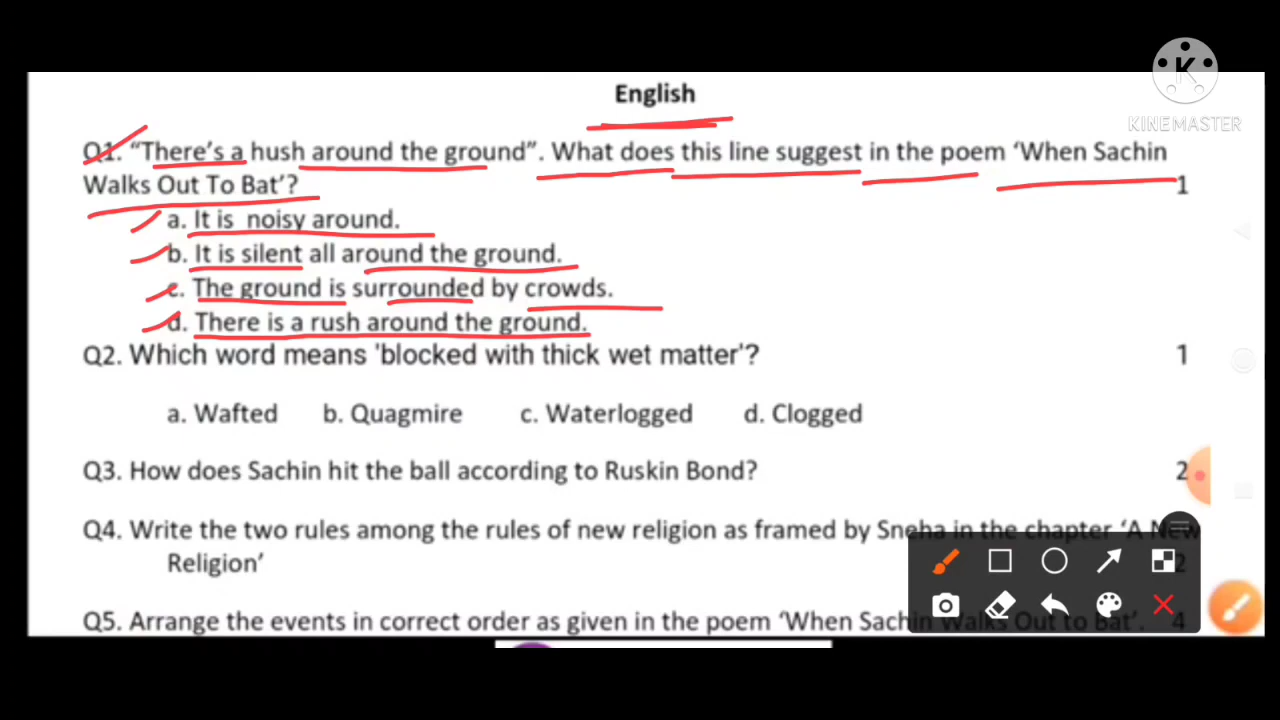 English
KINEMASTER
Q1. “There’s a hush around the ground”. What does this line suggest in the poem ‘When Sachin
Walks Out To Bat’? 1
a. It is noisy around.
b. It is silent all around the ground.
c. The ground is surrounded by crowds.
d. There is a rush around the ground.
Q2. Which word means 'blocked with thick wet matter'? 1
a. Wafted b. Quagmire c. Waterlogged d. Clogged
Q3. How does Sachin hit the ball according to Ruskin Bond? 2
Q4. Write the two rules among the rules of new religion as framed by Sneha in the chapter ‘A New
Religion’ 2
Q5. Arrange the events in correct order as given in the poem ‘When Sachin Walks Out to Bat’. 4